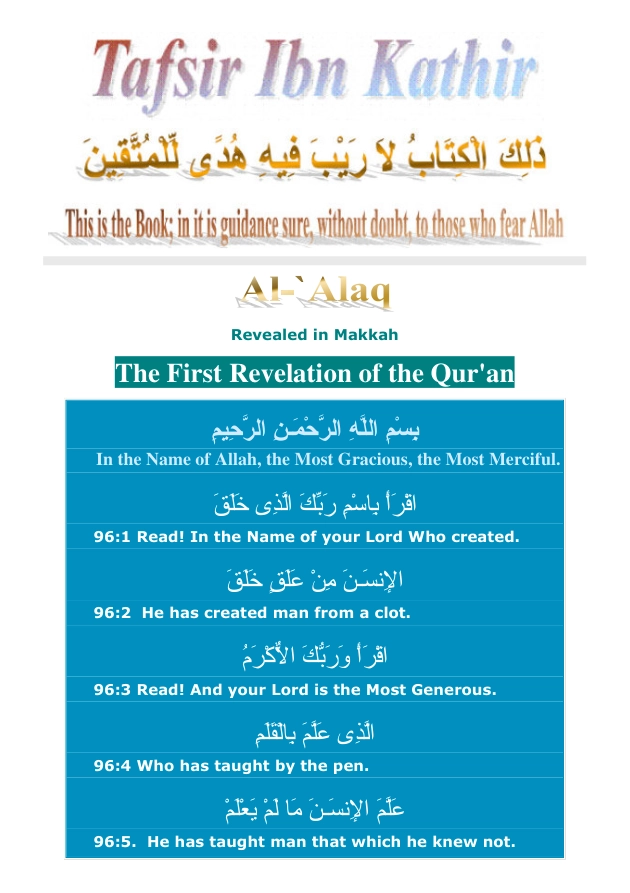 Tafsir Ibn Kathir
ذَلِكَ الْكِتَابُ لاَ رَيْبَ فِيهِ هُدًى لِّلْمُتَّقِينَ
This is the Book; in it is guidance sure, without doubt, to those who fear Allah
Al-`Alaq
Revealed in Makkah
The First Revelation of the Qur'an
بِسْمِ اللَّهِ الرَّحْمَـنِ الرَّحِيمِ
In the Name of Allah, the Most Gracious, the Most Merciful.
اقْرَأْ بِاسْمِ رَبِّكَ الَّذِى خَلَقَ
96:1 Read! In the Name of your Lord Who created.
الإِنسَـنَ مِنْ عَلَقٍ خَلَقَ
96:2  He has created man from a clot.
اقْرَأْ وَرَبُّكَ الاٌّكْرَمُ
96:3 Read! And your Lord is the Most Generous.
الَّذِى عَلَّمَ بِالْقَلَمِ
96:4 Who has taught by the pen.
عَلَّمَ الإِنسَـنَ مَا لَمْ يَعْلَمْ
96:5.  He has taught man that which he knew not.